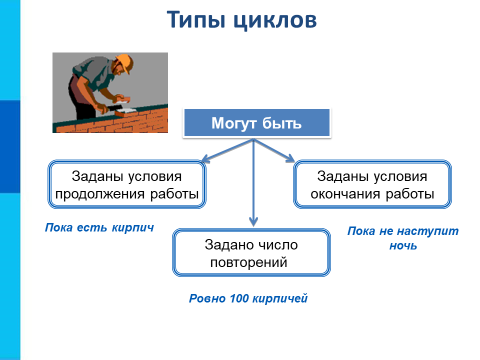 Типы циклов
Могут быть
Заданы условия
продолжения работы
Пока есть кирпич
Задано число
повторений
Ровно 100 кирпичей
Заданы условия
окончания работы
Пока не наступит
ночь